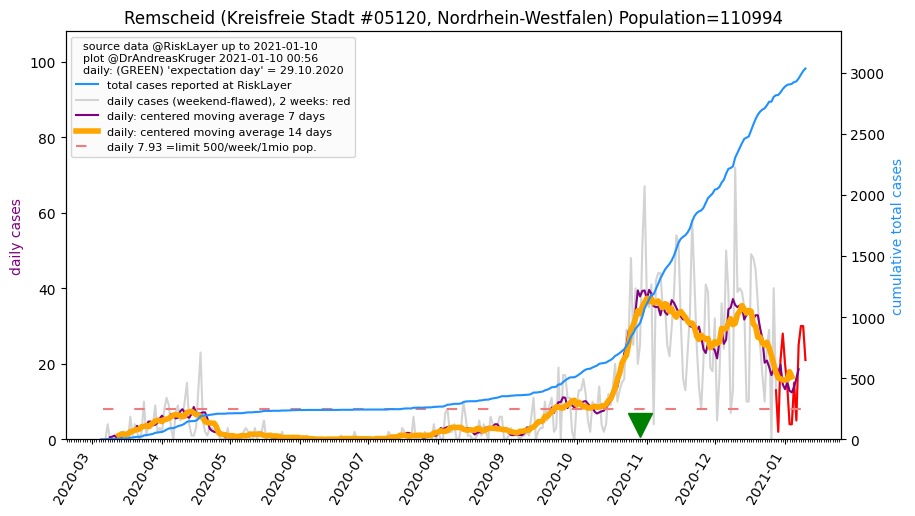 Remscheid (Kreisfreie Stadt #05120, Nordrhein-Westfalen) Population=110994
source data @RiskLayer up to 2021-01-10
plot @DrAndreasKruger 2021-01-10 00:56
daily: (GREEN) 'expectation day' = 29.10.2020
total cases reported at RiskLayer
daily cases (weekend-flawed), 2 weeks: red
daily: centered moving average 7 days
daily: centered moving average 14 days
daily 7.93 =limit 500/week/1mio pop.
daily cases
100
80
60
40
20
0
cumulative total cases
3000
2500
2000
1500
1000
500
0
2020-03
2020-04
2020-05
2020-06
2020-07
2020-08
2020-09
2020-10
2020-11
2020-12
2021-01